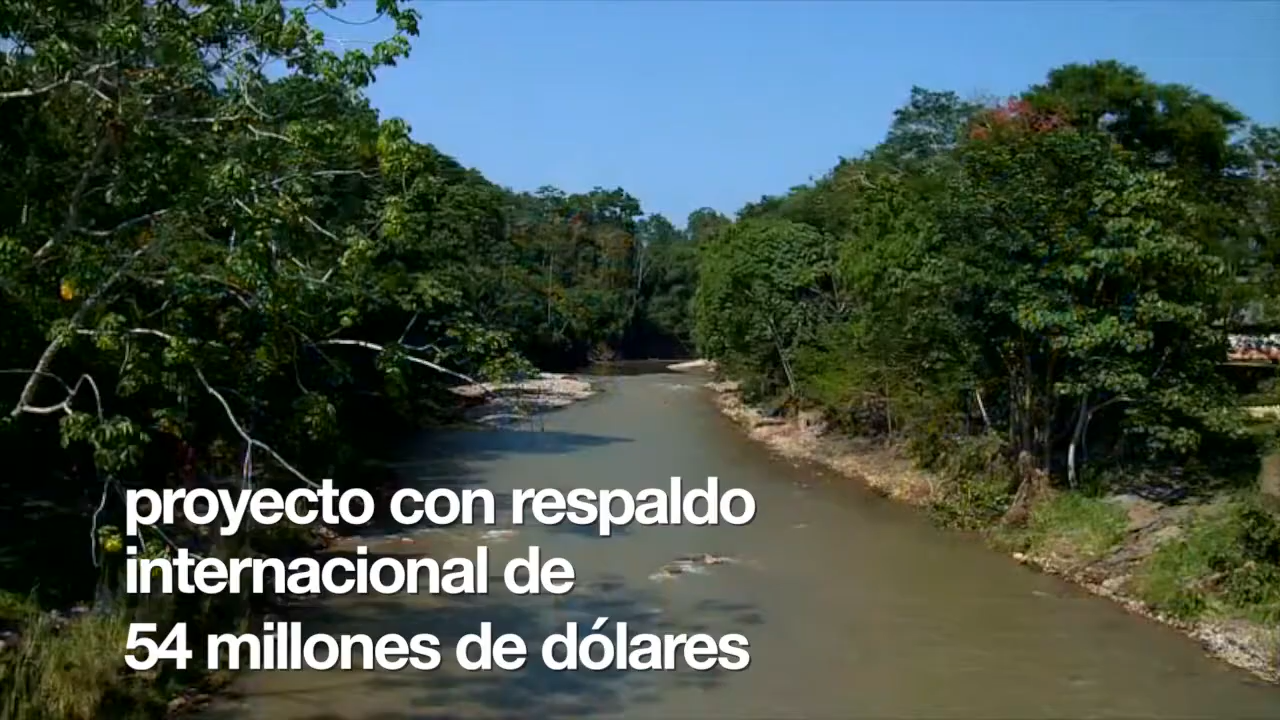 proyecto con respaldo
internacional de
54 millones de dólares